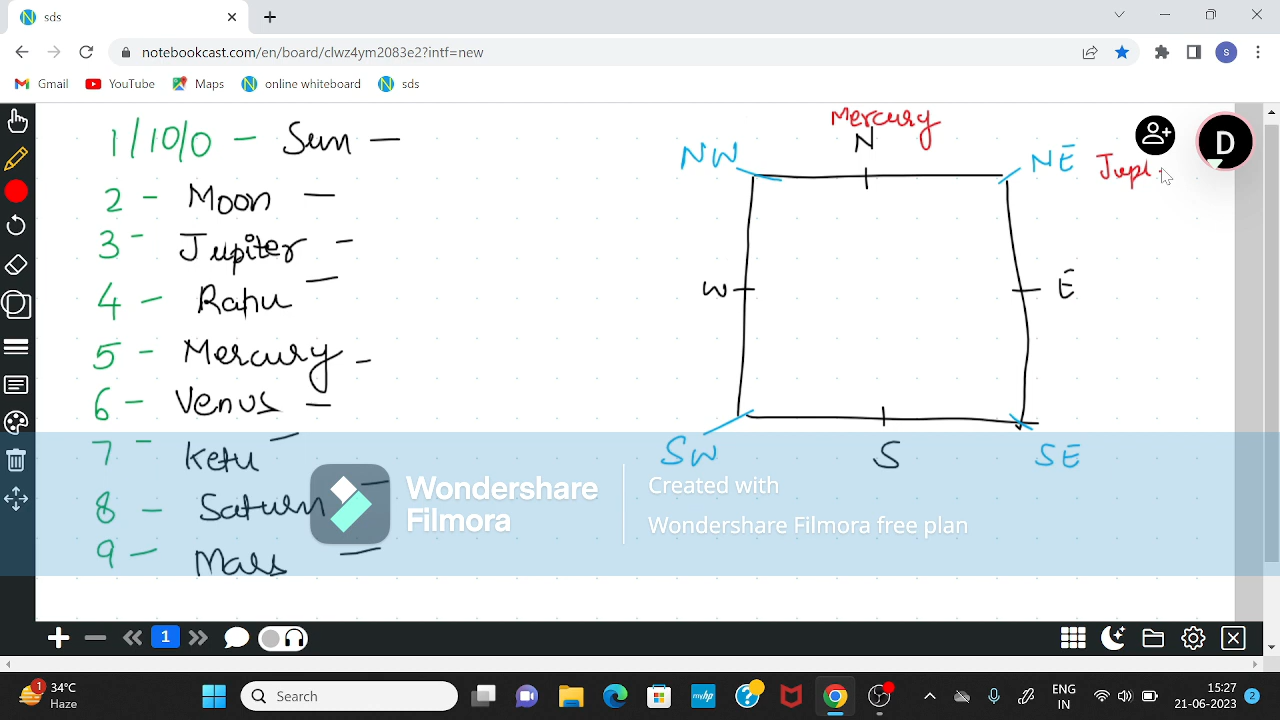 sds
notebookcast.com/en/board/clwz4ym2083e2?intf=new
S
Gmail YouTube Maps online whiteboard sds
1/10/0 - Sun -
2 - Moon -
3 - Jupiter -
4 - Rahu -
5 - Mercury -
6 - Venus -
7 - Ketu -
8 - Saturn -
9 - Mars -
Mercury
N
NW
NE Jupi
D
W
E
SW
S
SE
Wondershare
Filmora
Created with
Wondershare Filmora free plan
1
1
34°C
Haze
Search
ENG
IN
15:27
21-06-2023
2